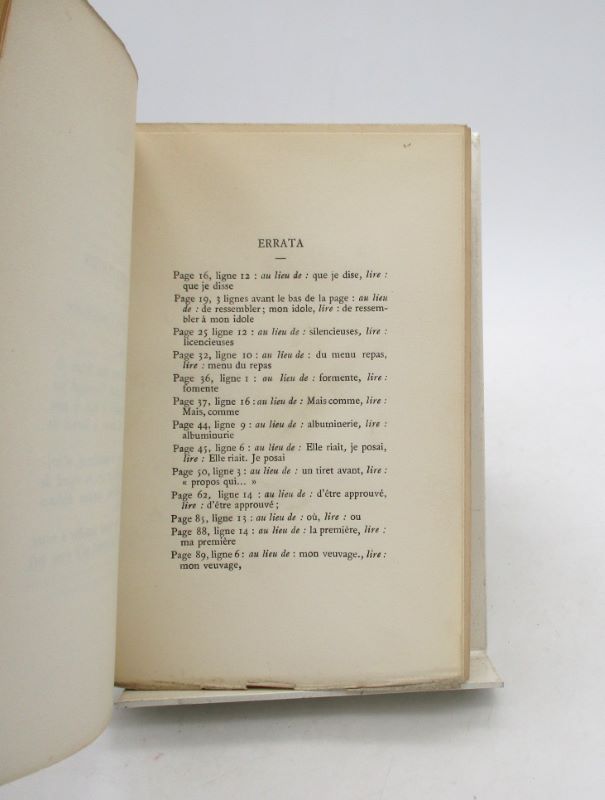 ERRATA
Page 16, ligne 12 : au lieu de : que je dise, lire :
que je disse
Page 19, 3 lignes avant le bas de la page : au lieu
de : de ressembler ; mon idole, lire : de ressem-
bler à mon idole
Page 25 ligne 12 : au lieu de : silencieuses, lire :
licencieuses
Page 32, ligne 10 : au lieu de : du menu repas,
lire : menu du repas
Page 36, ligne 1 : au lieu de : formente, lire :
fomente
Page 37, ligne 16 : au lieu de : Mais comme, lire :
Mais, comme
Page 44, ligne 9 : au lieu de : albuminerie, lire :
albuminurie
Page 45, ligne 6 : au lieu de : Elle riait, je posai,
lire : Elle riait. Je posai
Page 50, ligne 3 : au lieu de : un tiret avant, lire :
« propos qui... »
Page 62, ligne 14 : au lieu de : d'être approuvé,
lire : d'être approuvé ;
Page 85, ligne 13 : au lieu de : où, lire : ou
Page 88, ligne 14 : au lieu de : la première, lire :
ma première
Page 89, ligne 6 : au lieu de : mon veuvage., lire :
mon veuvage,